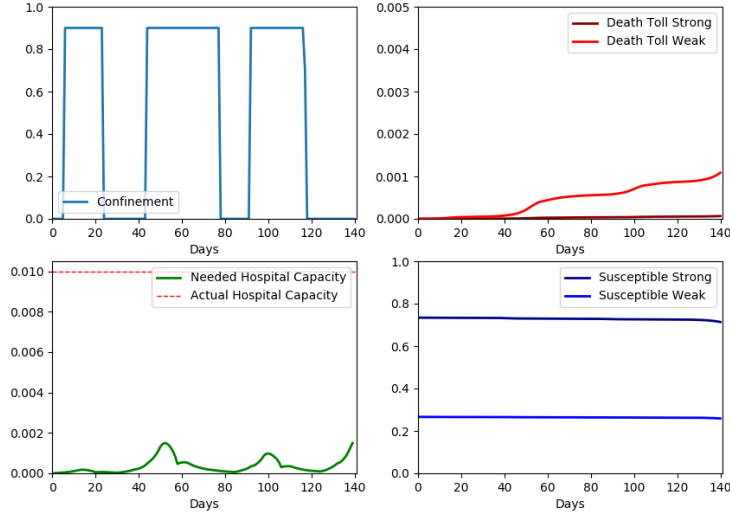 1.0
0.8
0.6
0.4
0.2
0.0
Confinement
0 20 40 60 80 100 120 140
Days
0.005
0.004
0.003
0.002
0.001
0.000
Death Toll Strong
Death Toll Weak
0 20 40 60 80 100 120 140
Days
0.010
0.008
0.006
0.004
0.002
0.000
Needed Hospital Capacity
Actual Hospital Capacity
0 20 40 60 80 100 120 140
Days
1.0
0.8
0.6
0.4
0.2
0.0
Susceptible Strong
Susceptible Weak
0 20 40 60 80 100 120 140
Days